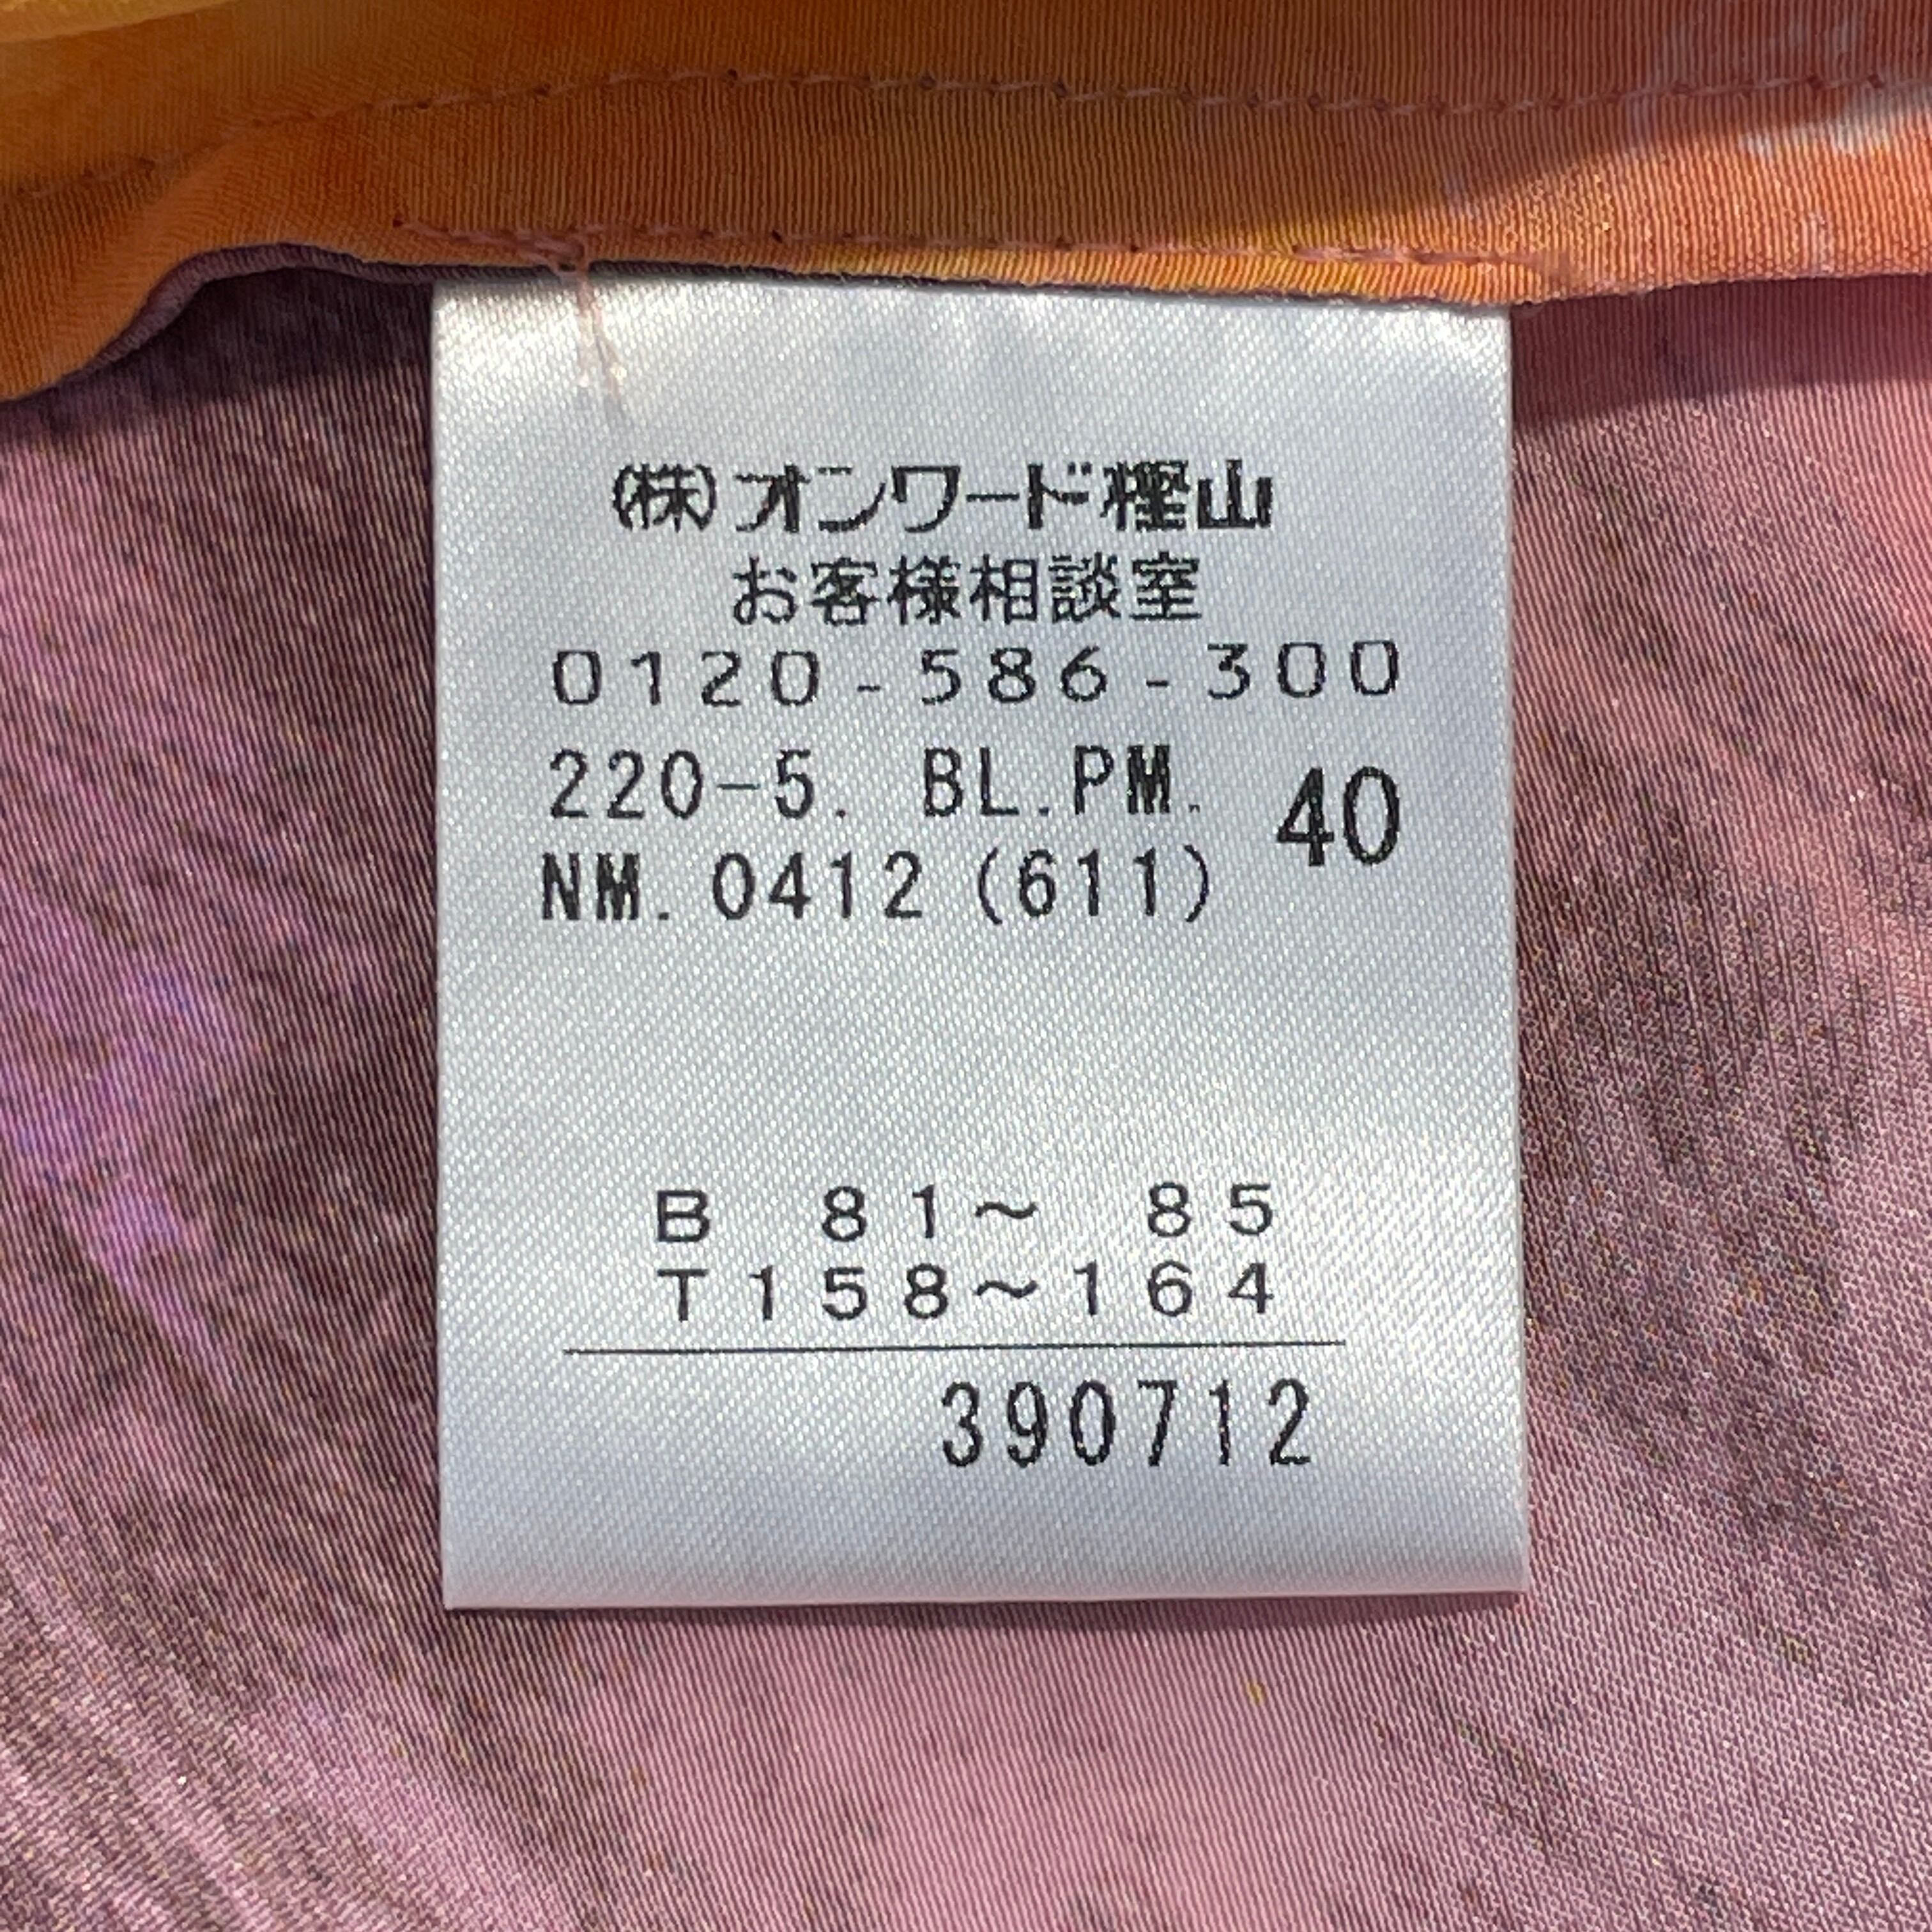 (株)オンワード樫山
お客様相談室
0120-586-300
220-5. BL.PM. 40
NM.0412(611)
B 81～ 85
T158～164
390712